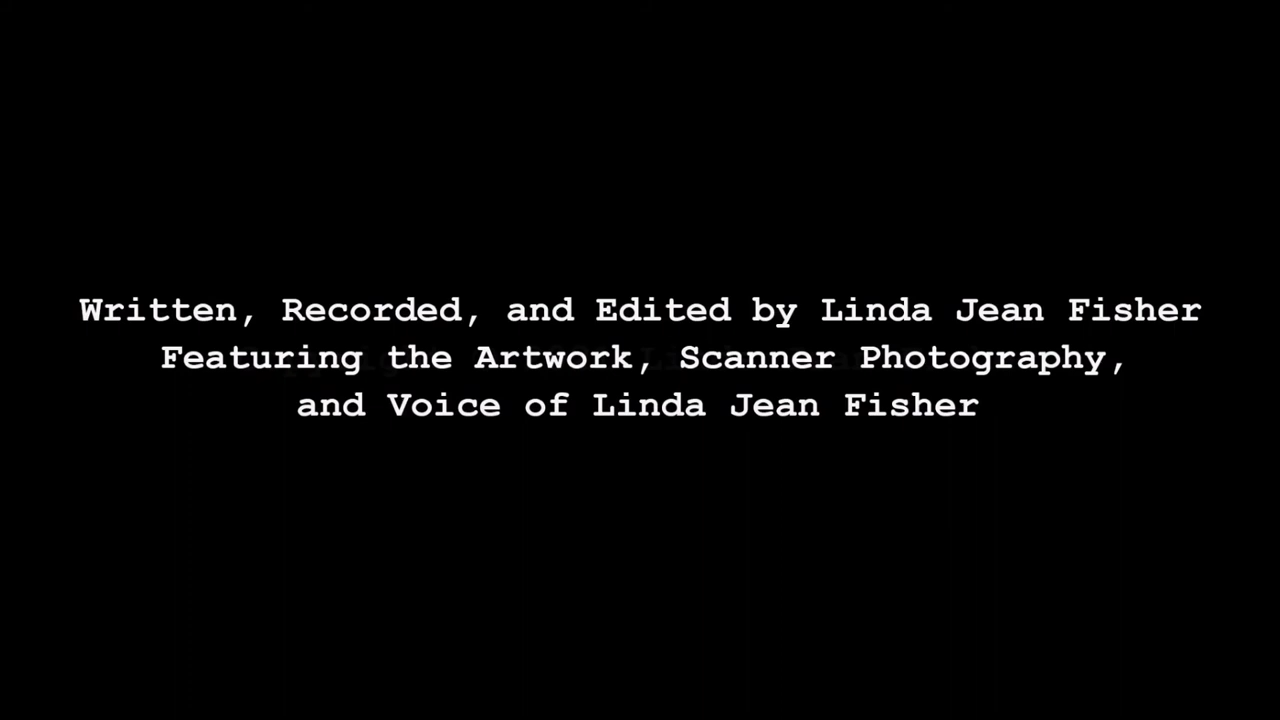 Written, Recorded, and Edited by Linda Jean Fisher
Featuring the Artwork, Scanner Photography,
and Voice of Linda Jean Fisher